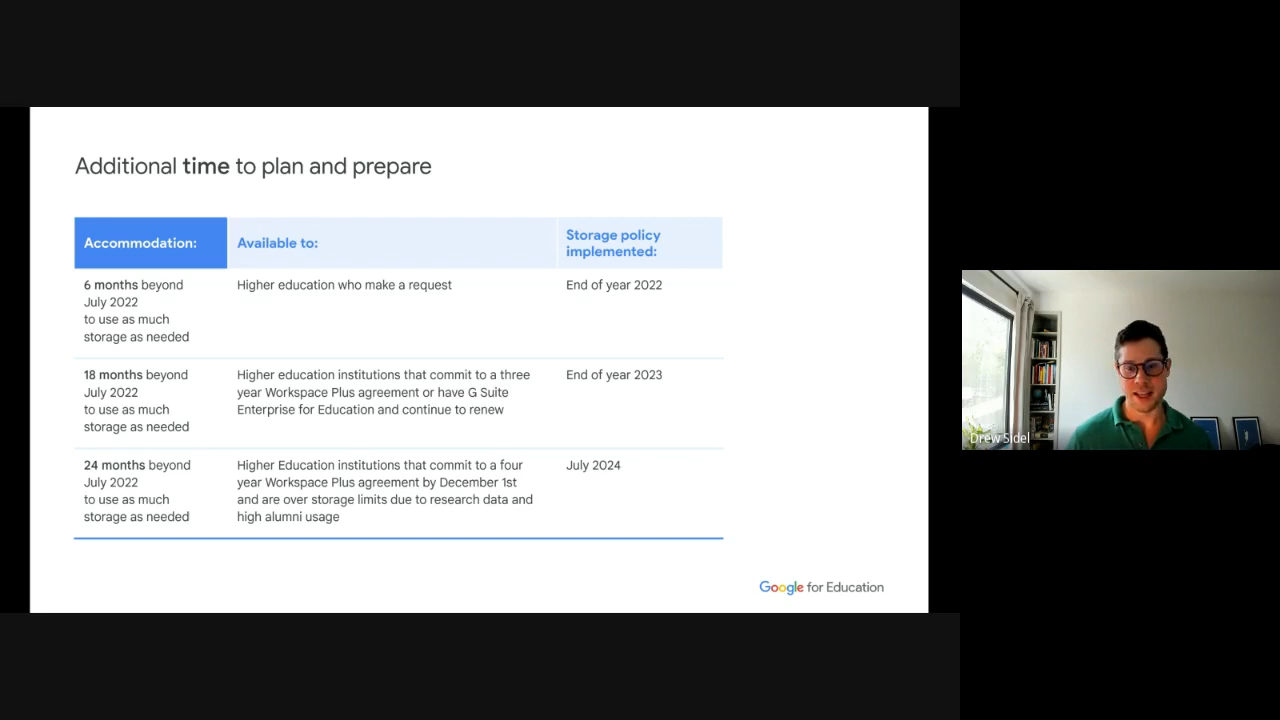 Additional time to plan and prepare
Accommodation:
Available to:
Storage policy
implemented:
6 months beyond
July 2022
to use as much
storage as needed
Higher education who make a request
End of year 2022
18 months beyond
July 2022
to use as much
storage as needed
Higher education institutions that commit to a three
year Workspace Plus agreement or have G Suite
Enterprise for Education and continue to renew
End of year 2023
24 months beyond
July 2022
to use as much
storage as needed
Higher Education institutions that commit to a four
year Workspace Plus agreement by December 1st
and are over storage limits due to research data and
high alumni usage
July 2024
Google for Education
Drew Sidel